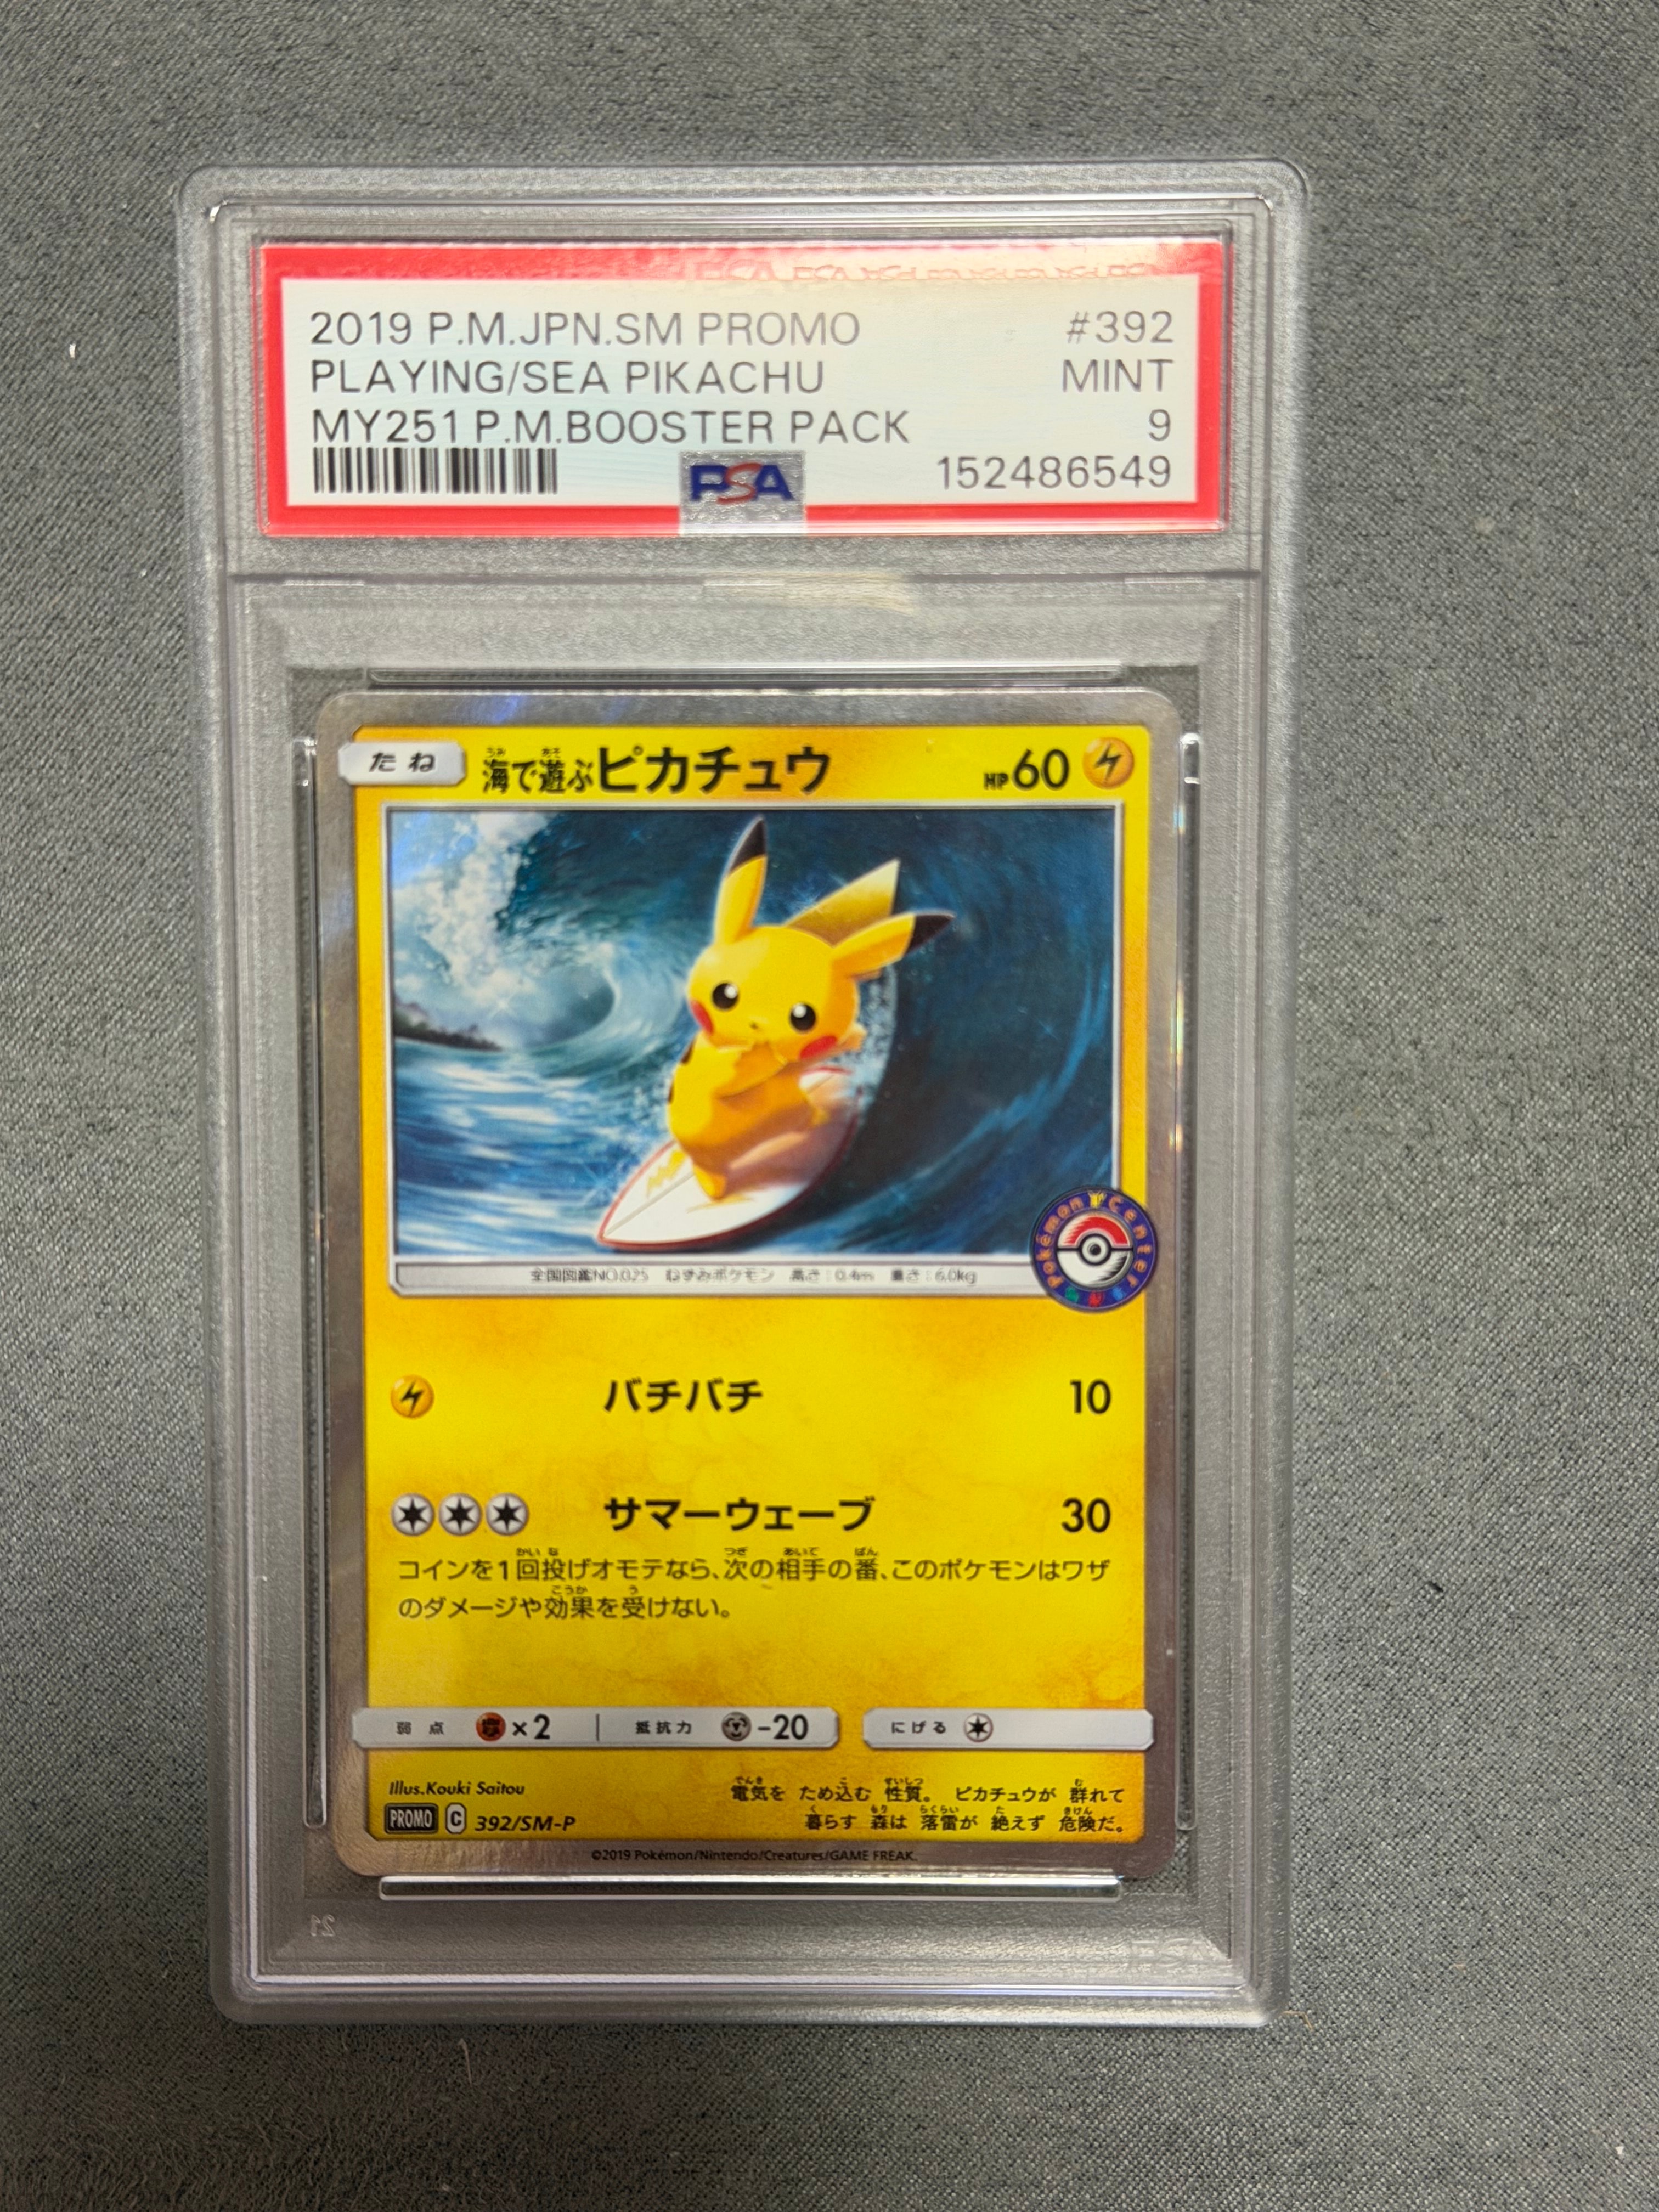 2019 P.M.JPN.SM PROMO #392
PLAYING/SEA PIKACHU MINT
MY251 P.M.BOOSTER PACK 9
PSA 152486549
たね 海で遊ぶピカチュウ HP60
全国図鑑NO.025 ねずみポケモン 高さ:0.4m 重さ:6.0kg
Pokémon Center
バチバチ 10
サマーウェーブ 30
コインを1回投げオモテなら、次の相手の番、このポケモンはワザ
のダメージや効果を受けない。
弱点 ×2 抵抗力 -20 にげる
Illus.Kouki Saitou
電気を ため込む 性質。 ピカチュウが 群れて
暮らす 森は 落雷が 絶えず 危険だ。
PROMO C 392/SM-P
©2019 Pokémon/Nintendo/Creatures/GAME FREAK.